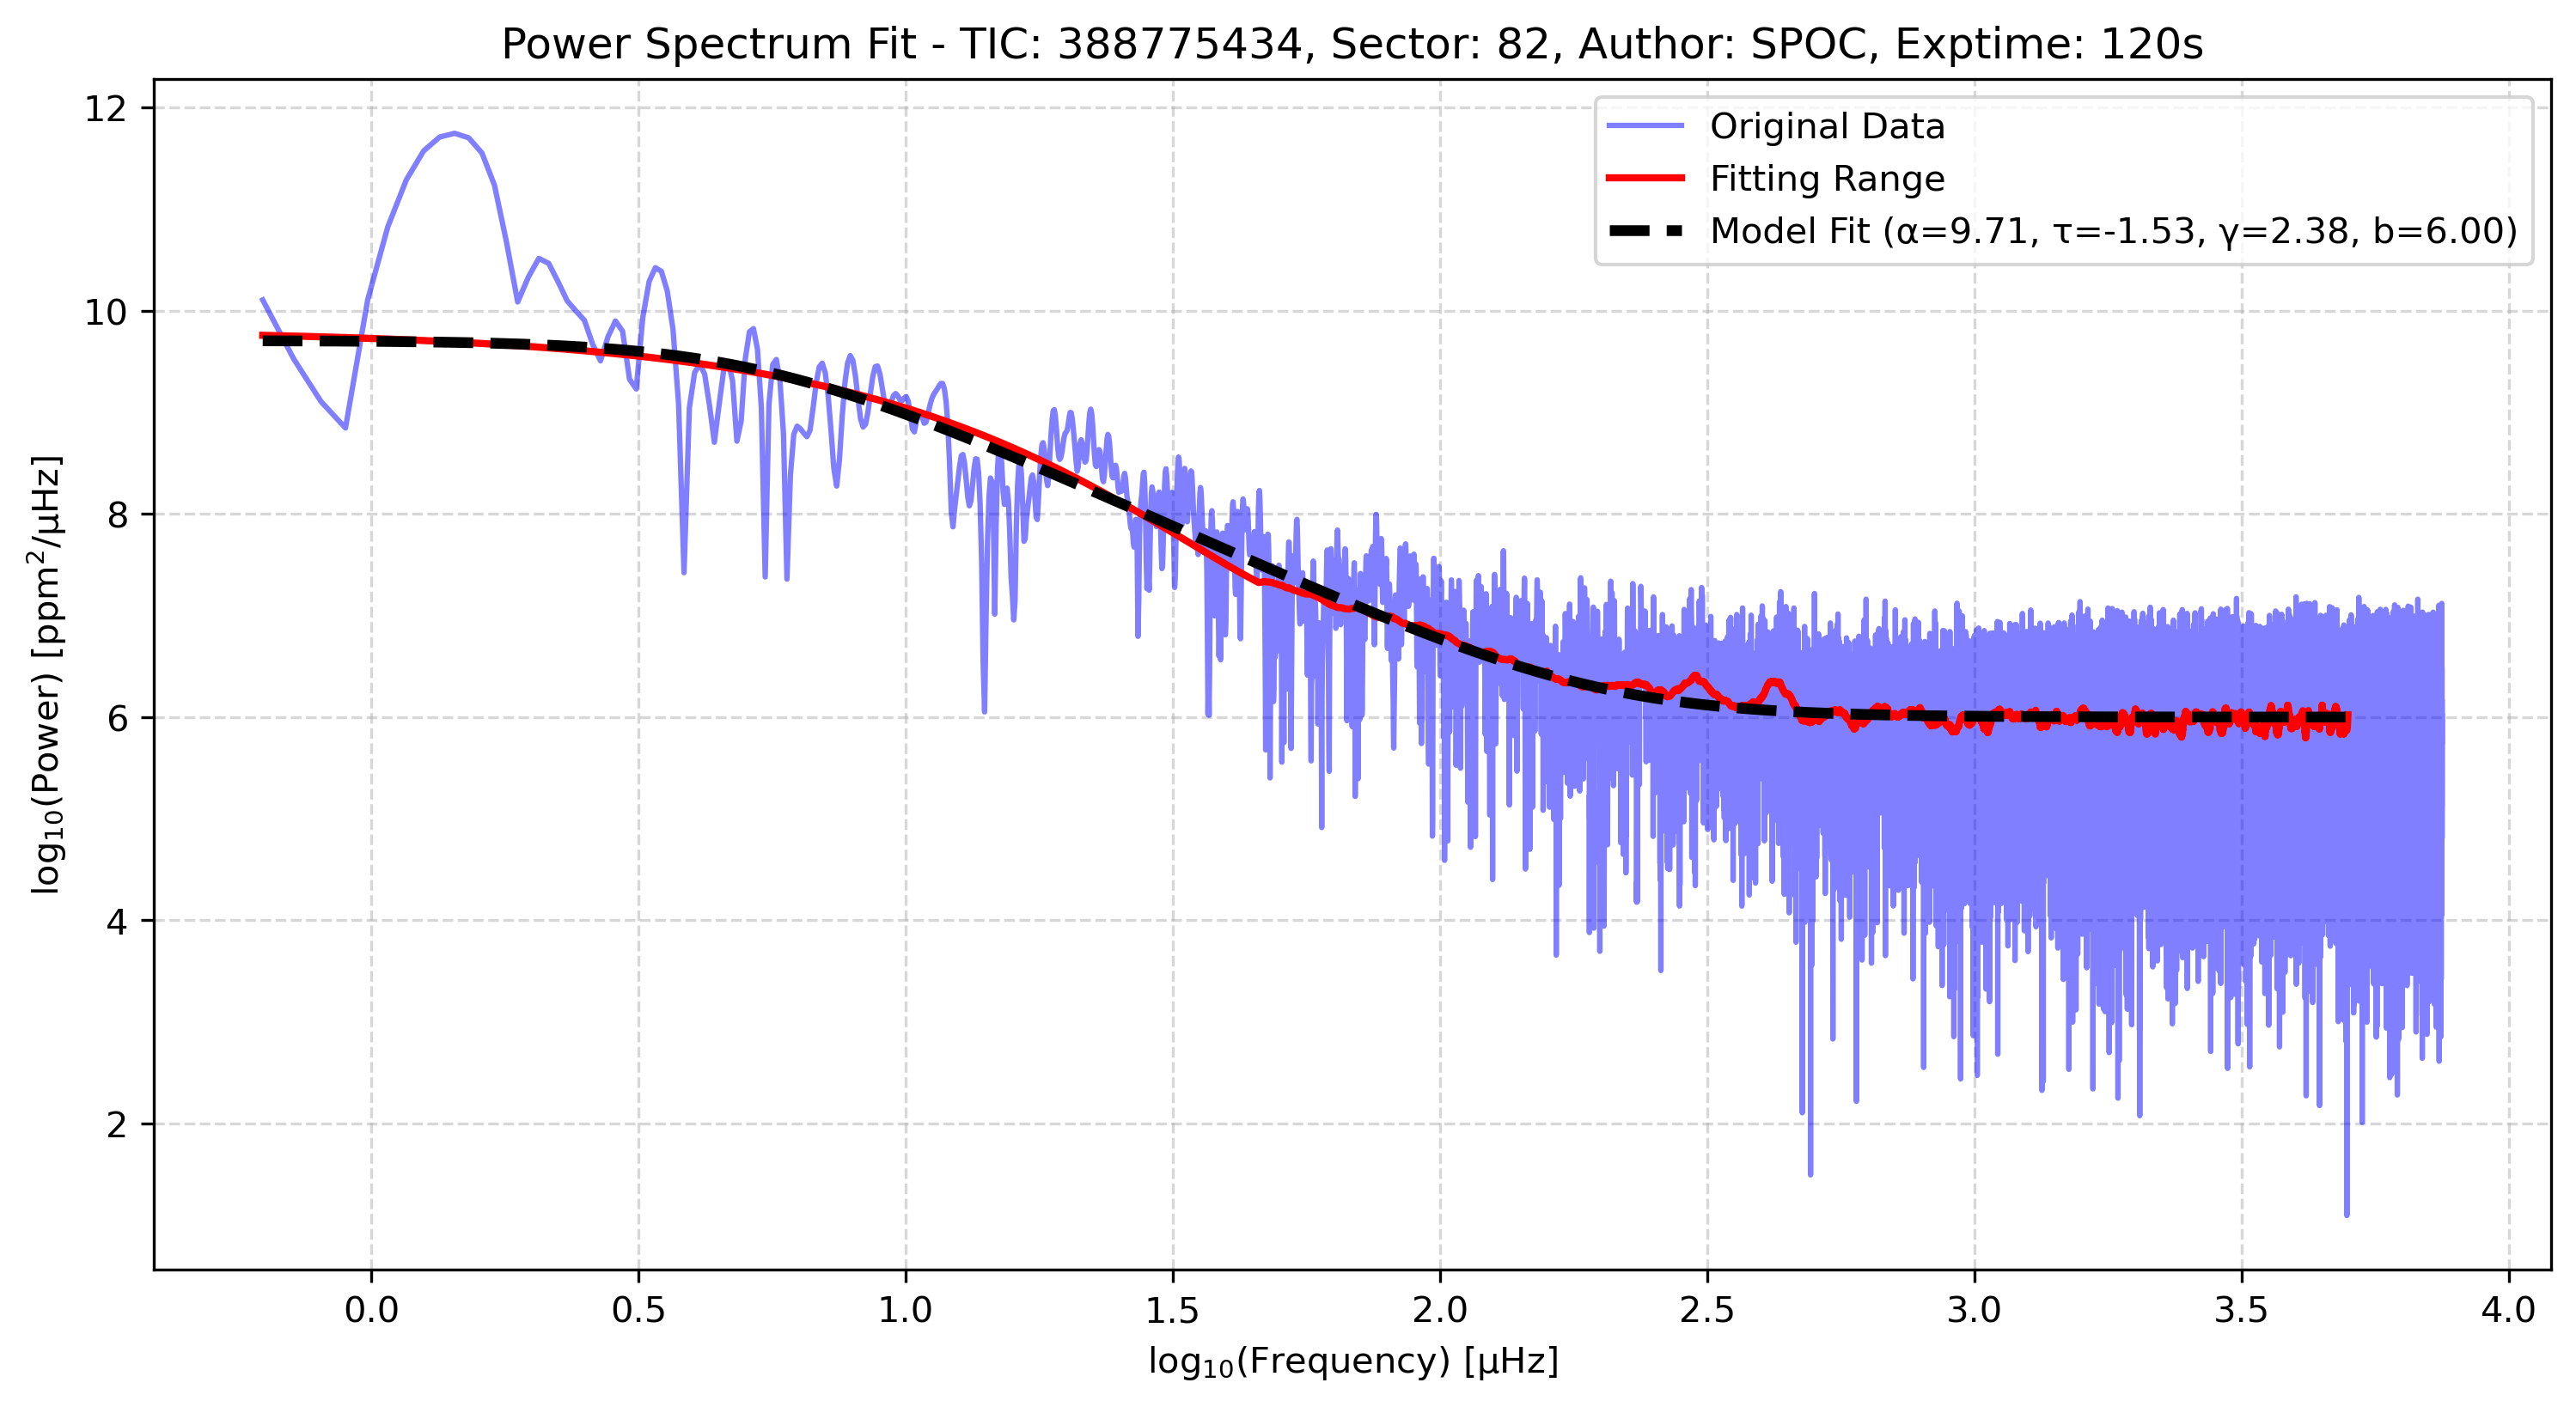 Power Spectrum Fit - TIC: 388775434, Sector: 82, Author: SPOC, Exptime: 120s
Original Data
Fitting Range
Model Fit (α=9.71, τ=-1.53, γ=2.38, b=6.00)
log₁₀(Power) [ppm²/μHz]
12
10
8
6
4
2
0.0 0.5 1.0 1.5 2.0 2.5 3.0 3.5 4.0
log₁₀(Frequency) [μHz]